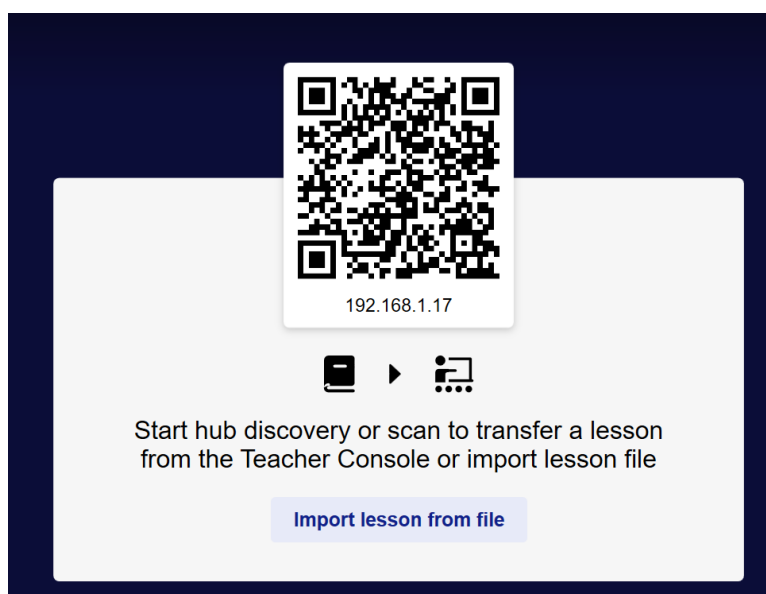 192.168.1.17
Start hub discovery or scan to transfer a lesson
from the Teacher Console or import lesson file
Import lesson from file